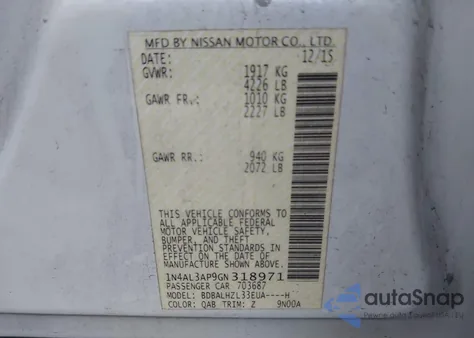 MFD BY NISSAN MOTOR CO., LTD.
DATE: 12/15
GVWR: 1917 KG
4226 LB
GAWR FR.: 1010 KG
2227 LB
GAWR RR.: 940 KG
2072 LB
THIS VEHICLE CONFORMS TO
ALL APPLICABLE FEDERAL
MOTOR VEHICLE SAFETY,
BUMPER, AND THEFT
PREVENTION STANDARDS IN
EFFECT ON THE DATE OF
MANUFACTURE SHOWN ABOVE.
1N4AL3AP9GN318971
PASSENGER CAR 703687
MODEL: BDBALHZL33EUA----H
COLOR: QAB TRIM: Z 9N00A
autoSnap